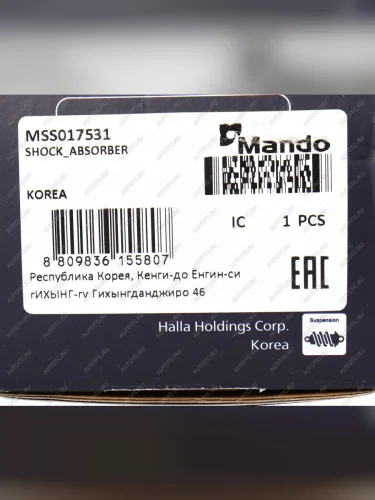 MSS017531
SHOCK_ABSORBER
Mando
KOREA
IC 1 PCS
8 809836 155807
EAC
Республика Корея, Кенги-до Ёнгин-си
гИХЫНГ-гу Гихынгданджиро 46
Halla Holdings Corp.
Korea
Suspension